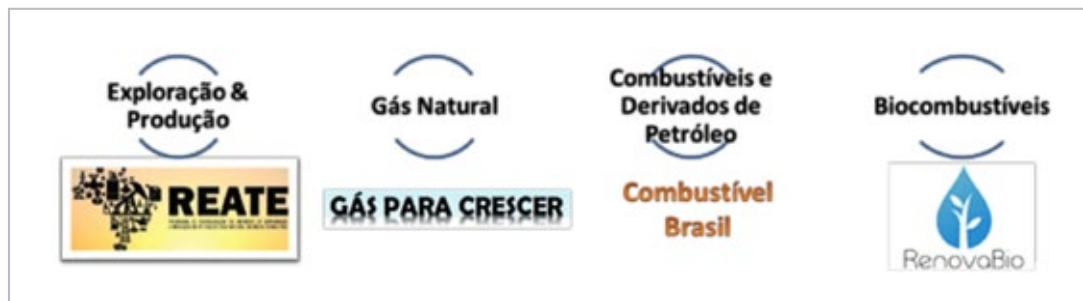 Exploração &
Produção
Gás Natural
Combustíveis e
Derivados de
Petróleo
Biocombustíveis
REATE
GÁS PARA CRESCER
Combustível
Brasil
RenovaBio